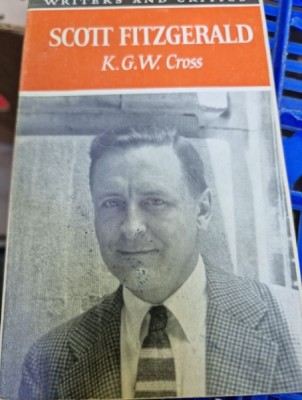 WRITERS AND CRITICS
SCOTT FITZGERALD
K.G.W. Cross